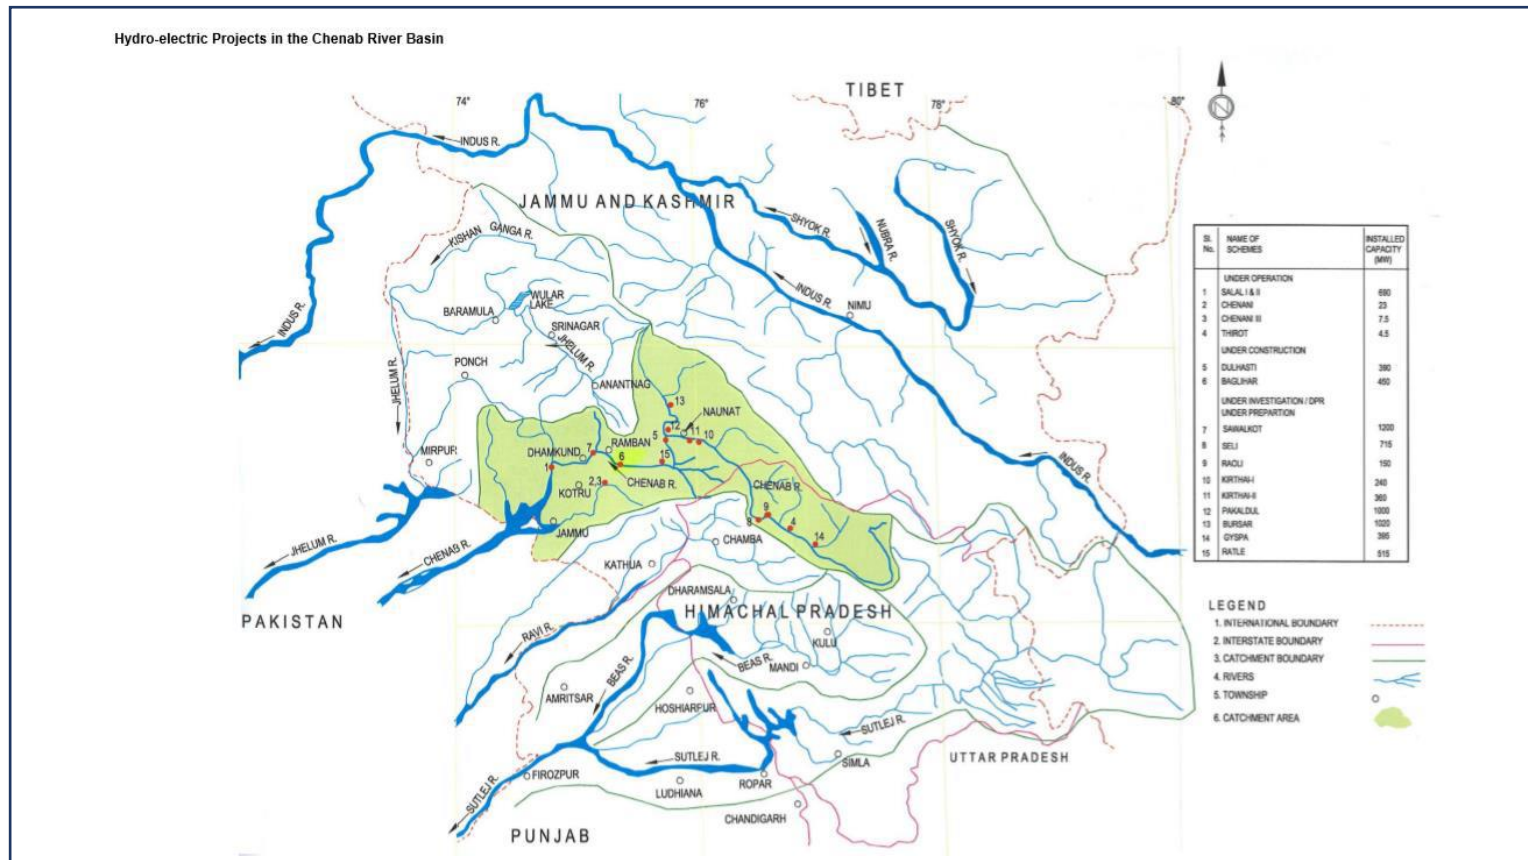 Hydro-electric Projects in the Chenab River Basin
TIBET
74°
76°
78°
80°
N
INDUS R.
JAMMU AND KASHMIR
SHYOK R.
NUBRA R.
SHYOK R.
KISHAN GANGA R.
INDUS R.
NIMU
WULAR
LAKE
BARAMULA
SRINAGAR
JHELUM R.
INDUS R.
PONCH
ANANTNAG
JHELUM R.
13
NAUNAT
12
11
10
5
MIRPUR
DHAMKUND
7
RAMBAN
6
15
1
2,3
KOTRU
CHENAB R.
CHENAB R.
INDUS R.
JAMMU
8
9
4
14
CHAMBA
JHELUM R.
CHENAB R.
KATHUA
DHARAMSALA
HIMACHAL PRADESH
PAKISTAN
RAVI R.
KULU
BEAS R.
BEAS R.
MANDI
AMRITSAR
HOSHIARPUR
SUTLEJ R.
SUTLEJ R.
SIMLA
UTTAR PRADESH
FIROZPUR
LUDHIANA
ROPAR
SUTLEJ R.
CHANDIGARH
PUNJAB
Sl. No. NAME OF SCHEMES INSTALLED CAPACITY (MW)
UNDER OPERATION
1 SALAL I & II 690
2 CHENANI 23
3 CHENANI III 7.5
4 THIROT 4.5
UNDER CONSTRUCTION
5 DULHASTI 390
6 BAGLIHAR 450
UNDER INVESTIGATION / DPR
UNDER PREPARTION
7 SAWALKOT 1200
8 SELI 715
9 RAOLI 150
10 KIRTHAI-I 240
11 KIRTHAI-II 360
12 PAKALDUL 1000
13 BURSAR 1020
14 GYSPA 395
15 RATLE 515
LEGEND
1. INTERNATIONAL BOUNDARY
2. INTERSTATE BOUNDARY
3. CATCHMENT BOUNDARY
4. RIVERS
5. TOWNSHIP
6. CATCHMENT AREA